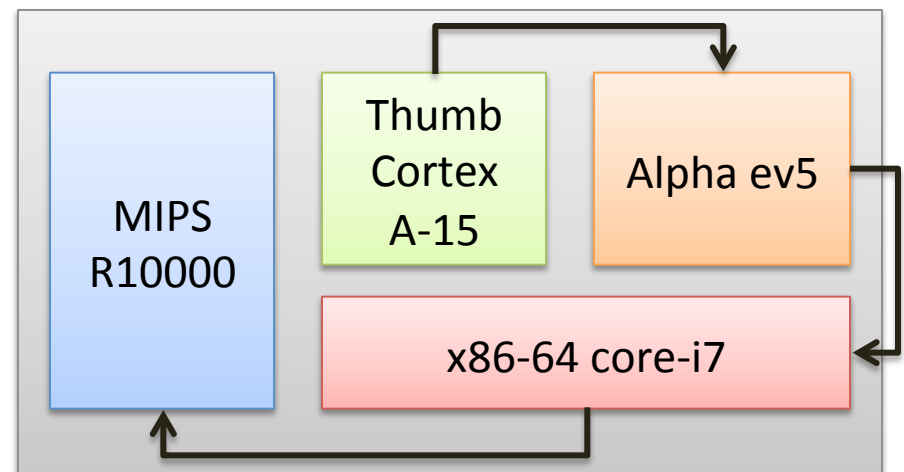 MIPS
R10000
Thumb
Cortex
A-15
Alpha ev5
x86-64 core-i7